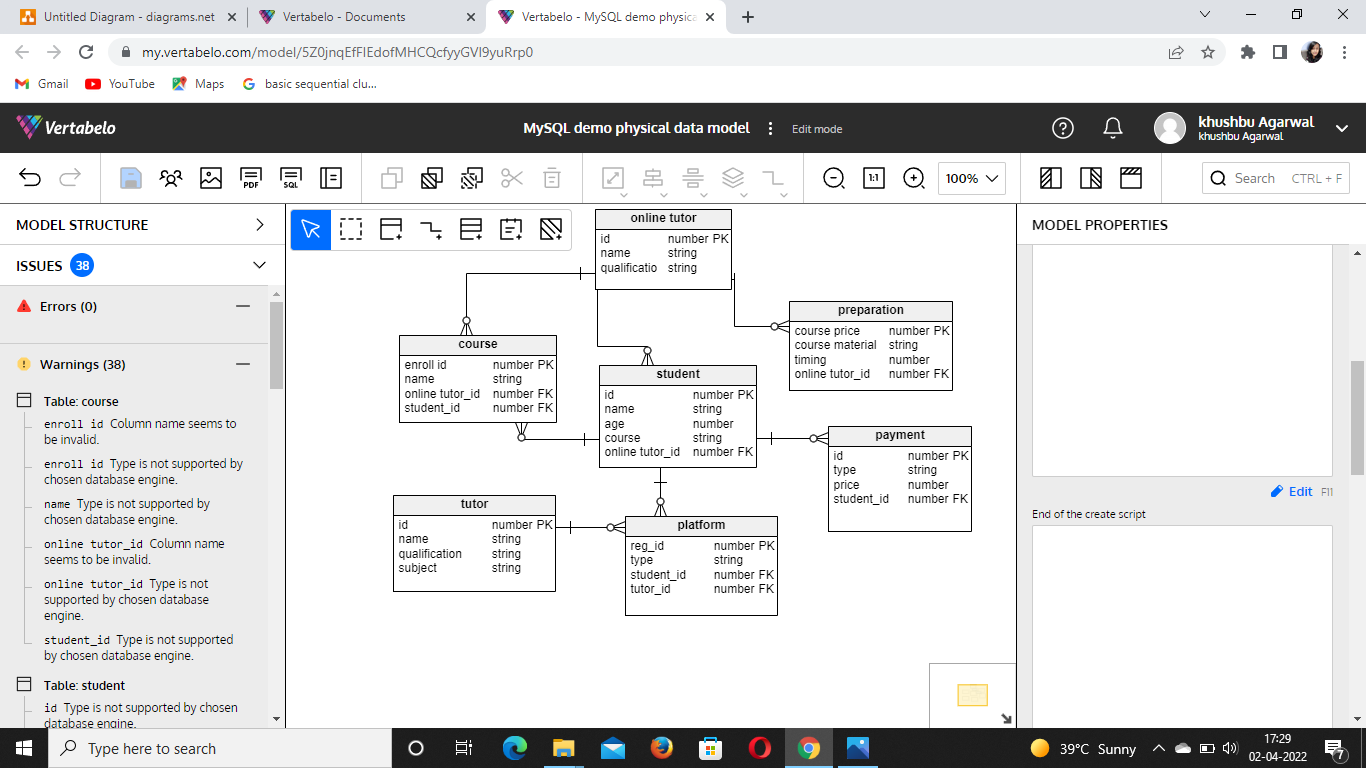 Untitled Diagram - diagrams.net
Vertabelo - Documents
Vertabelo - MySQL demo physica
my.vertabelo.com/model/5Z0jnqEfFlEdofMHCQcfyyGVI9yuRrp0
Gmail
YouTube
Maps
basic sequential clu...
Vertabelo
MySQL demo physical data model
Edit mode
khushbu Agarwal
khushbu Agarwal
PDF
SQL
1:1
100%
Search CTRL + F
MODEL STRUCTURE
ISSUES 38
Errors (0)
Warnings (38)
Table: course
enroll id Column name seems to
be invalid.
enroll id Type is not supported by
chosen database engine.
name Type is not supported by
chosen database engine.
online tutor_id Column name
seems to be invalid.
online tutor_id Type is not
supported by chosen database
engine.
student_id Type is not supported
by chosen database engine.
Table: student
id Type is not supported by chosen
database engine.
online tutor
id number PK
name string
qualificatio string
preparation
course price number PK
course material string
timing number
online tutor_id number FK
course
enroll id number PK
name string
online tutor_id number FK
student_id number FK
student
id number PK
name string
age number
course string
online tutor_id number FK
payment
id number PK
type string
price number
student_id number FK
tutor
id number PK
name string
qualification string
subject string
platform
reg_id number PK
type string
student_id number FK
tutor_id number FK
MODEL PROPERTIES
Edit F11
End of the create script
Type here to search
39°C Sunny
17:29
02-04-2022
7